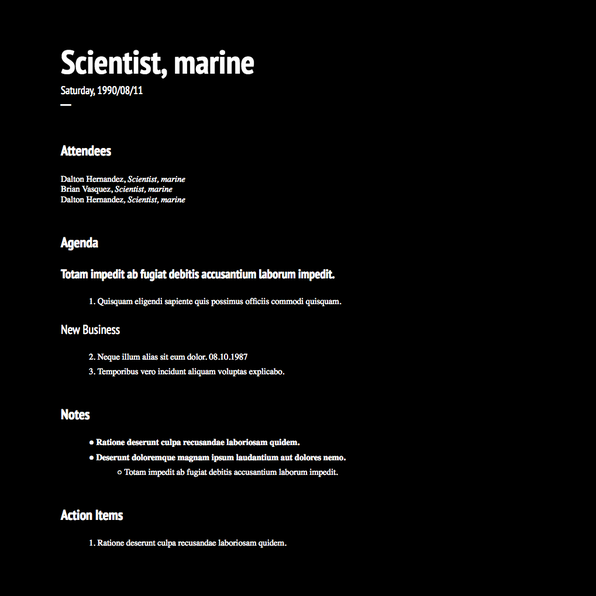 Scientist, marine
Saturday, 1990/08/11
—
Attendees
Dalton Hernandez, Scientist, marine
Brian Vasquez, Scientist, marine
Dalton Hernandez, Scientist, marine
Agenda
Totam impedit ab fugiat debitis accusantium laborum impedit.
1. Quisquam eligendi sapiente quis possimus officiis commodi quisquam.
New Business
2. Neque illum alias sit eum dolor. 08.10.1987
3. Temporibus vero incidunt aliquam voluptas explicabo.
Notes
● Ratione deserunt culpa recusandae laboriosam quidem.
● Deserunt doloremque magnam ipsum laudantium aut dolores nemo.
○ Totam impedit ab fugiat debitis accusantium laborum impedit.
Action Items
1. Ratione deserunt culpa recusandae laboriosam quidem.